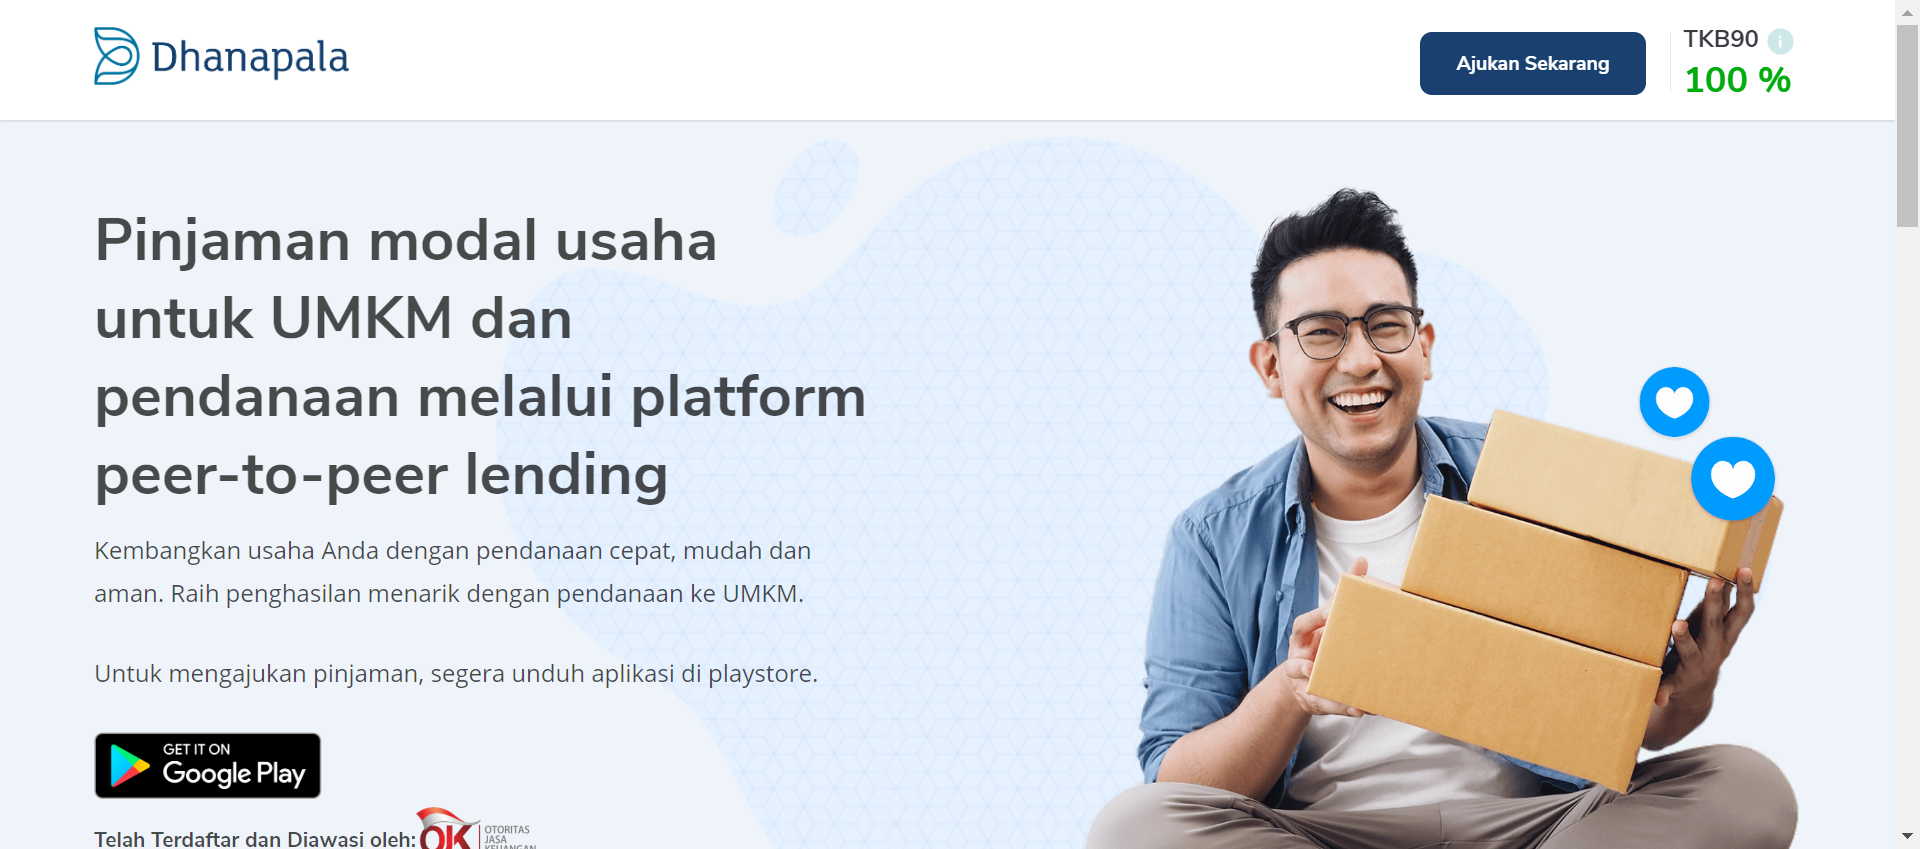 Dhanapala
Ajukan Sekarang
TKB90
100 %
Pinjaman modal usaha
untuk UMKM dan
pendanaan melalui platform
peer-to-peer lending
Kembangkan usaha Anda dengan pendanaan cepat, mudah dan
aman. Raih penghasilan menarik dengan pendanaan ke UMKM.
Untuk mengajukan pinjaman, segera unduh aplikasi di playstore.
GET IT ON
Google Play
Telah Terdaftar dan Diawasi oleh:
OJK
OTORITAS
JASA
KEUANGAN